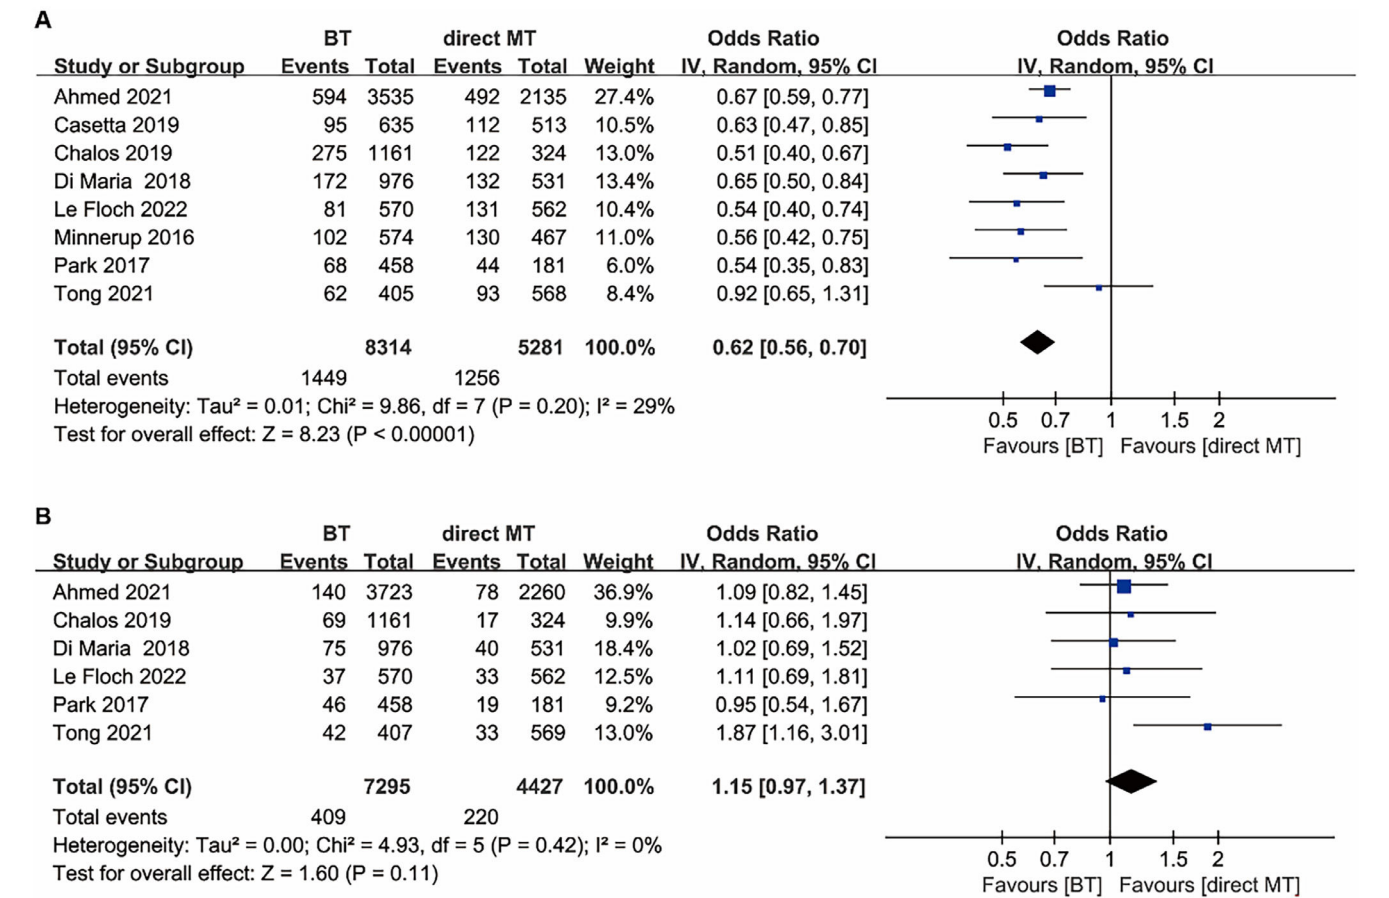 A
BT direct MT Odds Ratio Odds Ratio
Study or Subgroup Events Total Events Total Weight IV, Random, 95% CI IV, Random, 95% CI
Ahmed 2021 594 3535 492 2135 27.4% 0.67 [0.59, 0.77]
Casetta 2019 95 635 112 513 10.5% 0.63 [0.47, 0.85]
Chalos 2019 275 1161 122 324 13.0% 0.51 [0.40, 0.67]
Di Maria 2018 172 976 132 531 13.4% 0.65 [0.50, 0.84]
Le Floch 2022 81 570 131 562 10.4% 0.54 [0.40, 0.74]
Minnerup 2016 102 574 130 467 11.0% 0.56 [0.42, 0.75]
Park 2017 68 458 44 181 6.0% 0.54 [0.35, 0.83]
Tong 2021 62 405 93 568 8.4% 0.92 [0.65, 1.31]
Total (95% CI) 8314 5281 100.0% 0.62 [0.56, 0.70]
Total events 1449 1256
Heterogeneity: Tau² = 0.01; Chi² = 9.86, df = 7 (P = 0.20); I² = 29%
Test for overall effect: Z = 8.23 (P < 0.00001)
0.5 0.7 1 1.5 2
Favours [BT] Favours [direct MT]
B
BT direct MT Odds Ratio Odds Ratio
Study or Subgroup Events Total Events Total Weight IV, Random, 95% CI IV, Random, 95% CI
Ahmed 2021 140 3723 78 2260 36.9% 1.09 [0.82, 1.45]
Chalos 2019 69 1161 17 324 9.9% 1.14 [0.66, 1.97]
Di Maria 2018 75 976 40 531 18.4% 1.02 [0.69, 1.52]
Le Floch 2022 37 570 33 562 12.5% 1.11 [0.69, 1.81]
Park 2017 46 458 19 181 9.2% 0.95 [0.54, 1.67]
Tong 2021 42 407 33 569 13.0% 1.87 [1.16, 3.01]
Total (95% CI) 7295 4427 100.0% 1.15 [0.97, 1.37]
Total events 409 220
Heterogeneity: Tau² = 0.00; Chi² = 4.93, df = 5 (P = 0.42); I² = 0%
Test for overall effect: Z = 1.60 (P = 0.11)
0.5 0.7 1 1.5 2
Favours [BT] Favours [direct MT]